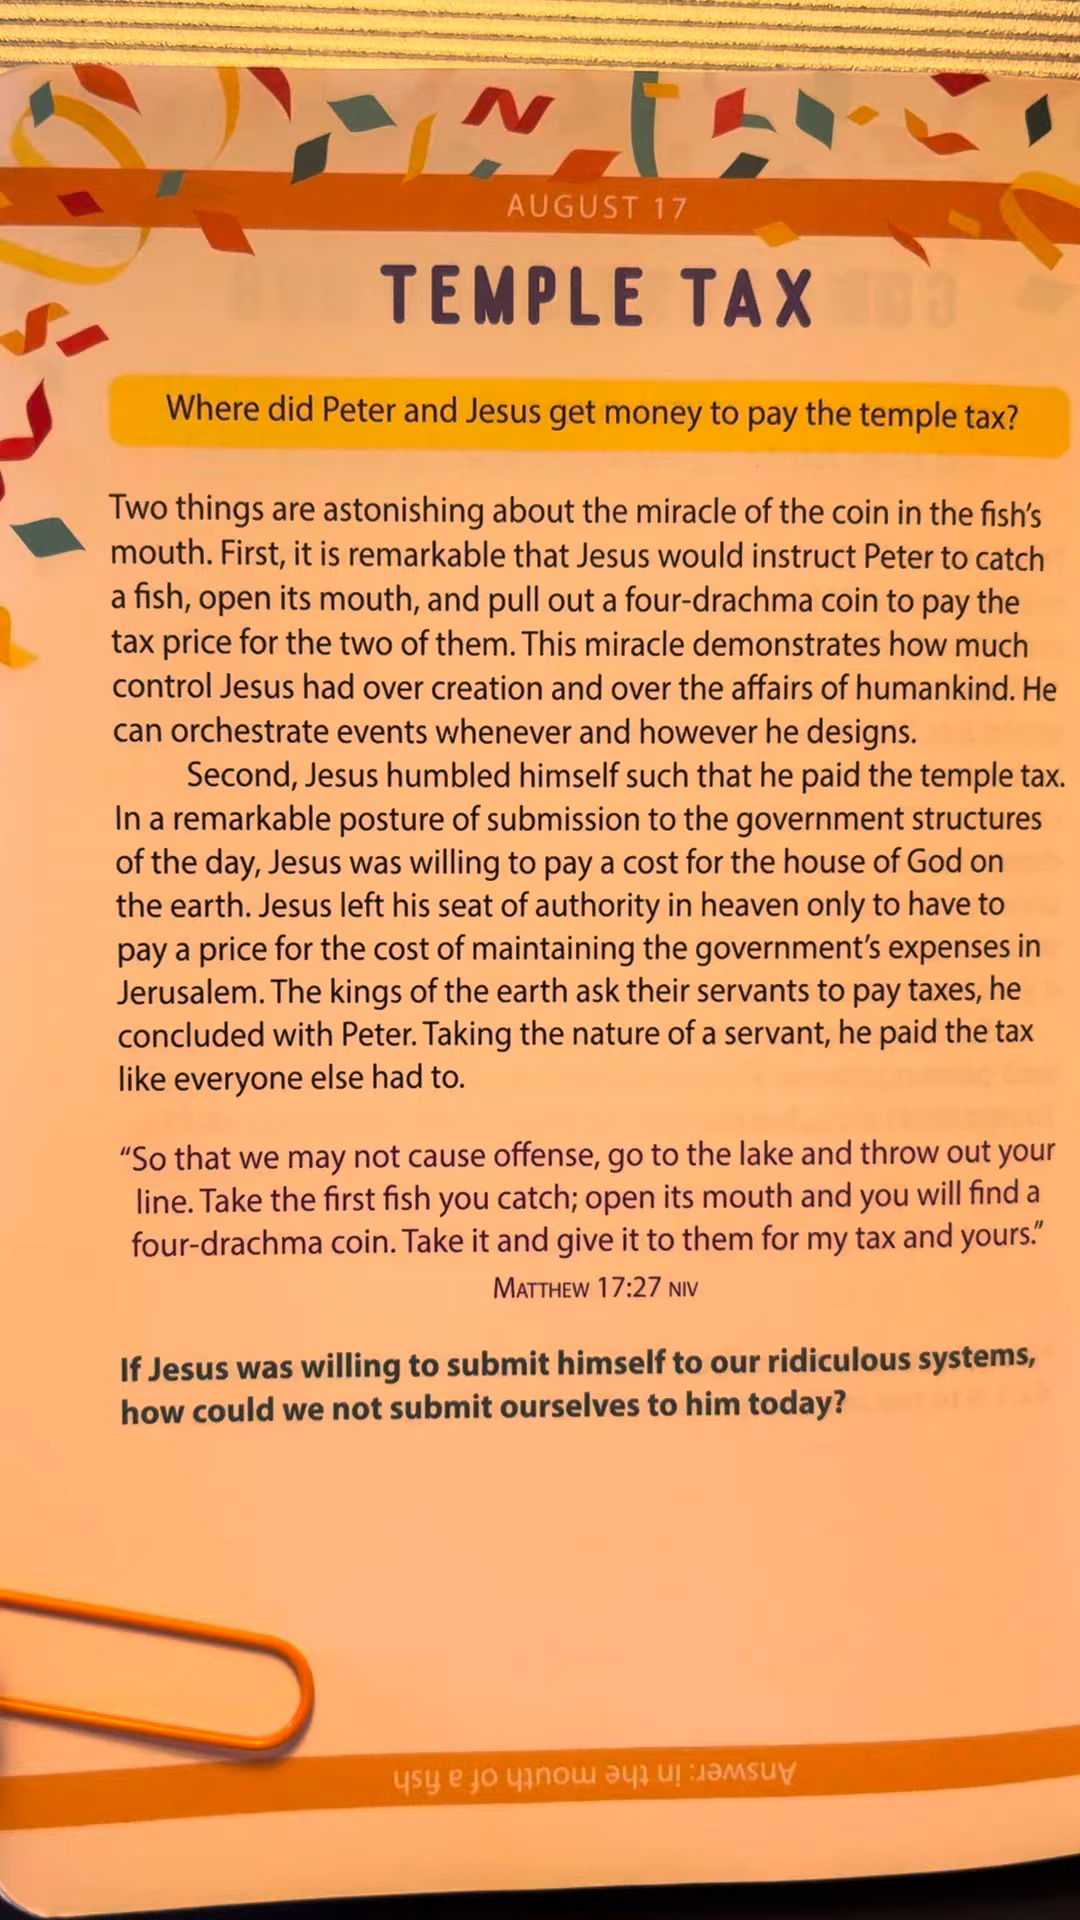 AUGUST 17
TEMPLE TAX
Where did Peter and Jesus get money to pay the temple tax?
Two things are astonishing about the miracle of the coin in the fish's
mouth. First, it is remarkable that Jesus would instruct Peter to catch
a fish, open its mouth, and pull out a four-drachma coin to pay the
tax price for the two of them. This miracle demonstrates how much
control Jesus had over creation and over the affairs of humankind. He
can orchestrate events whenever and however he designs.
Second, Jesus humbled himself such that he paid the temple tax.
In a remarkable posture of submission to the government structures
of the day, Jesus was willing to pay a cost for the house of God on
the earth. Jesus left his seat of authority in heaven only to have to
pay a price for the cost of maintaining the government's expenses in
Jerusalem. The kings of the earth ask their servants to pay taxes, he
concluded with Peter. Taking the nature of a servant, he paid the tax
like everyone else had to.
"So that we may not cause offense, go to the lake and throw out your
line. Take the first fish you catch; open its mouth and you will find a
four-drachma coin. Take it and give it to them for my tax and yours."
MATTHEW 17:27 NIV
If Jesus was willing to submit himself to our ridiculous systems,
how could we not submit ourselves to him today?
Answer: in the mouth of a fish